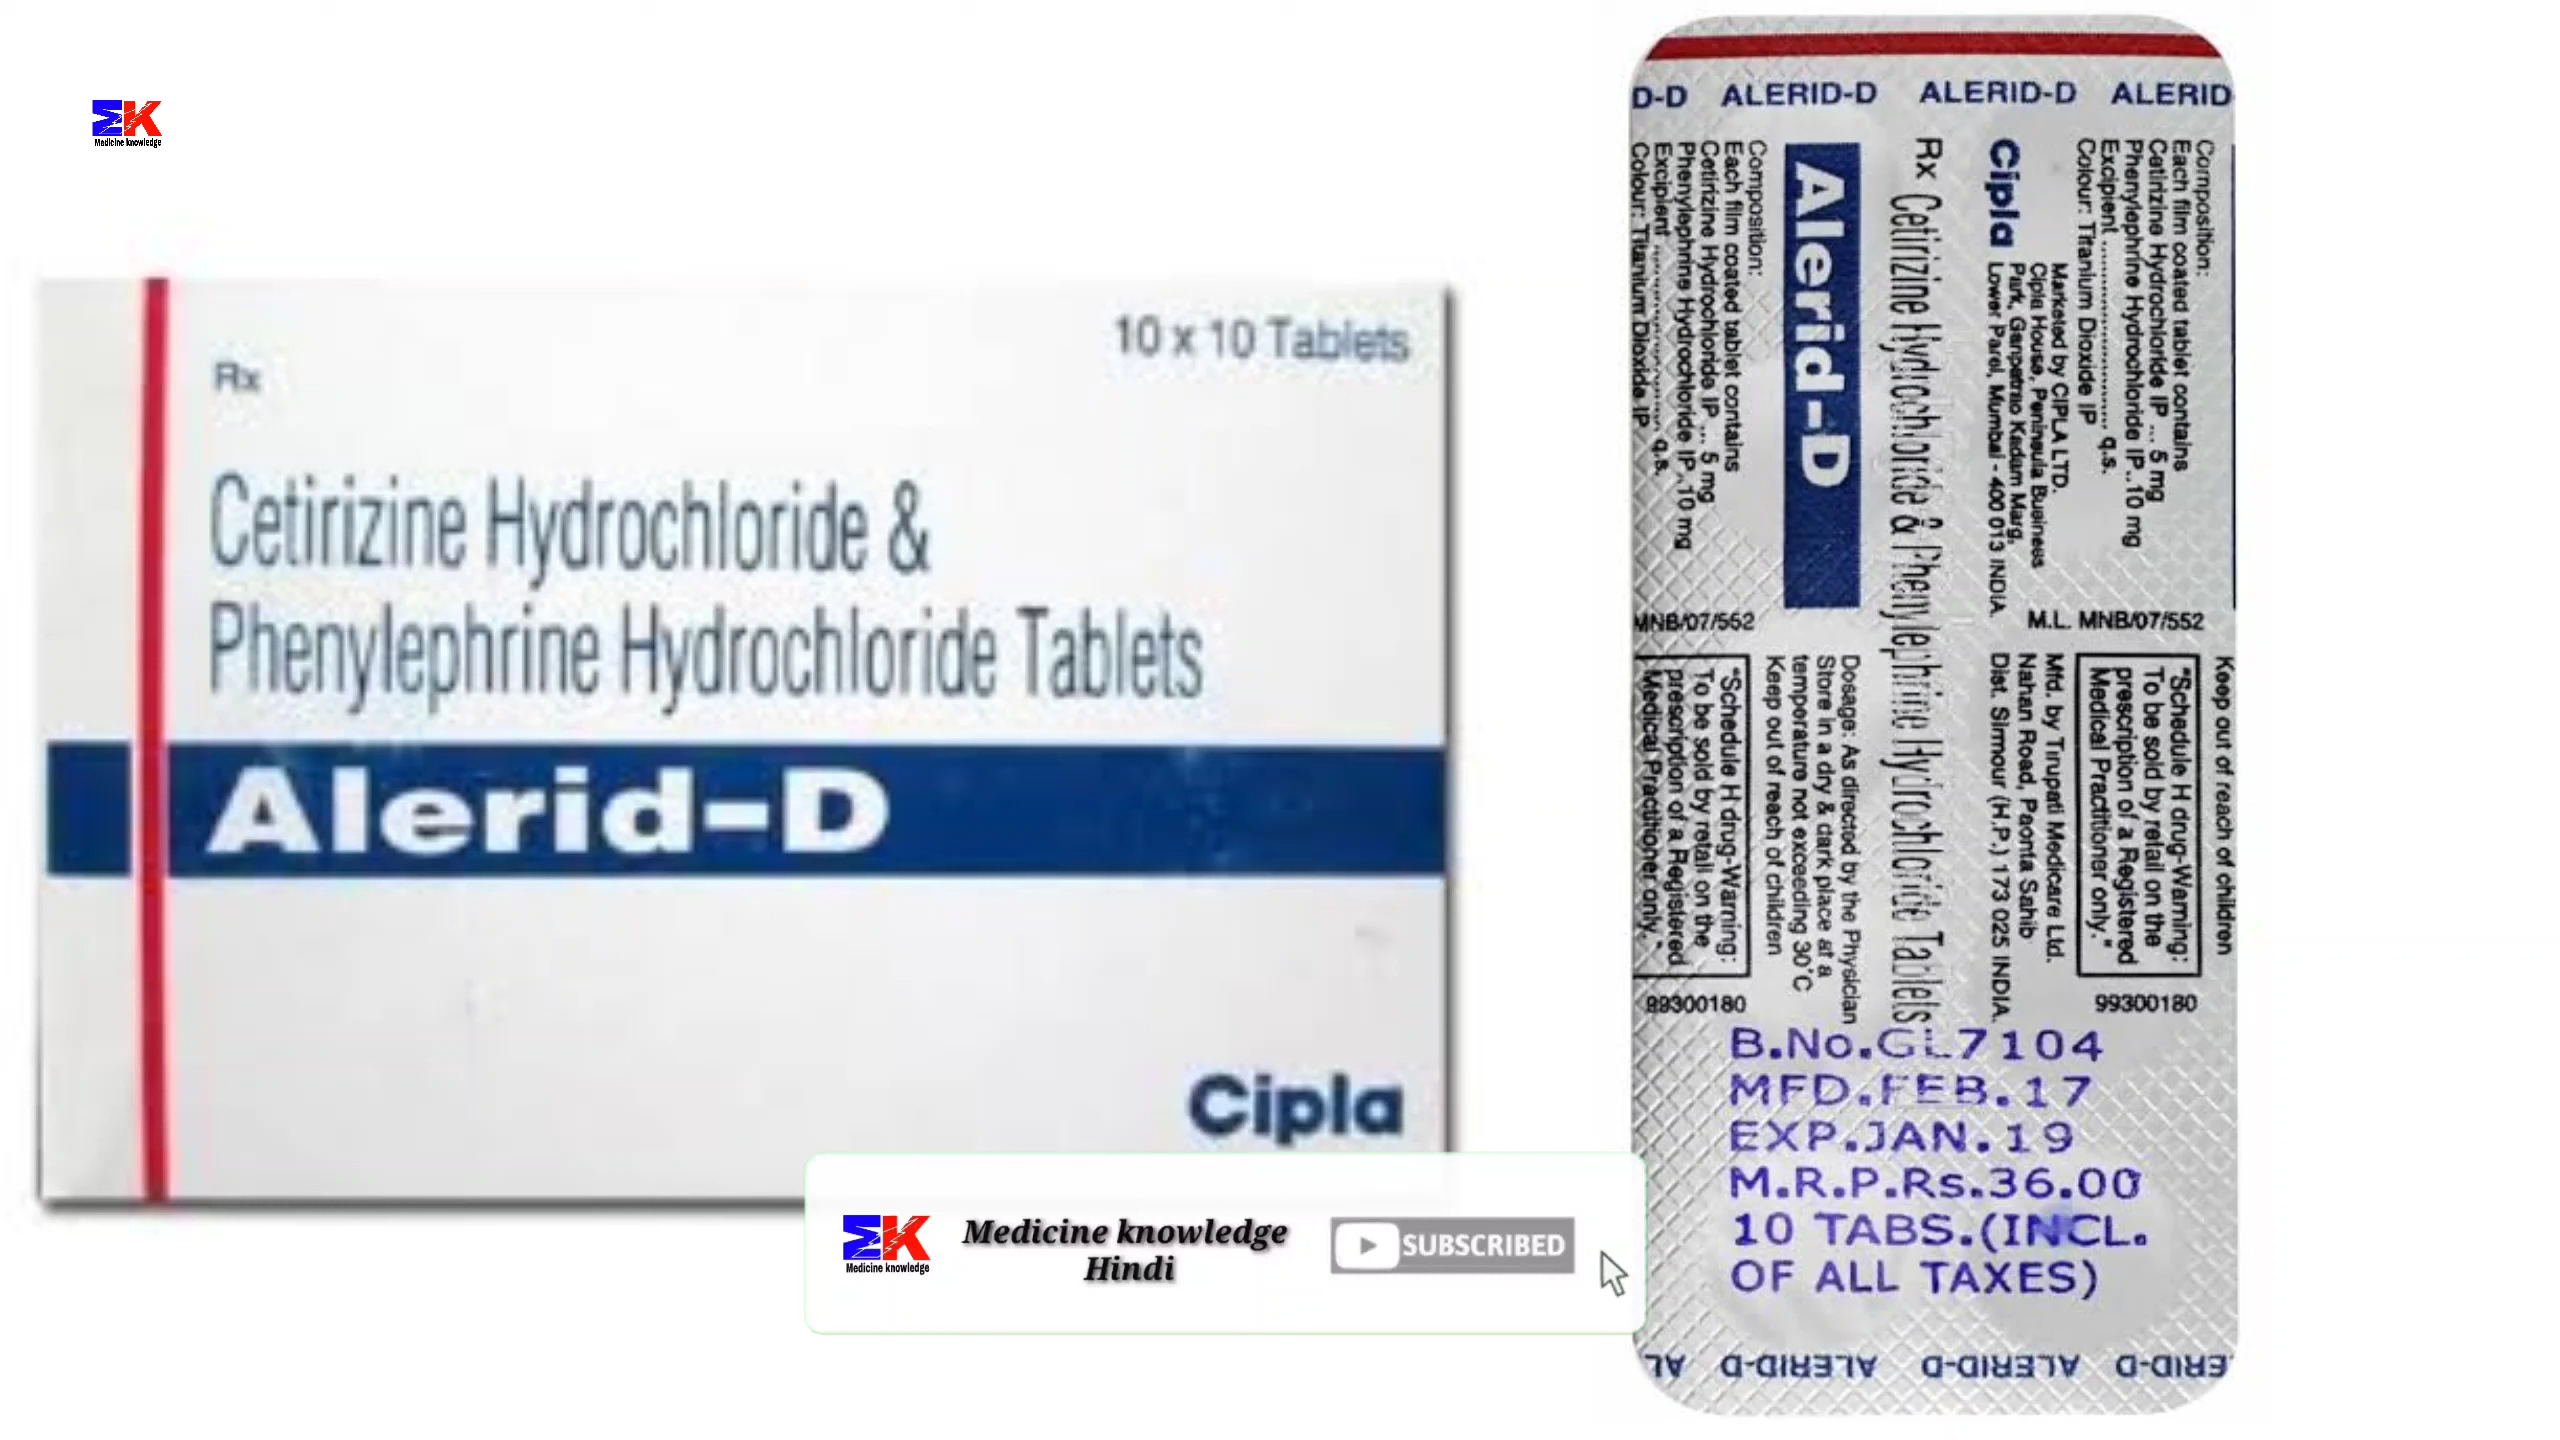 MK
Medicine knowledge
10 x 10 Tablets
Rx
Cetirizine Hydrochloride &
Phenylephrine Hydrochloride Tablets
Alerid-D
Cipla
MK
Medicine knowledge
Medicine knowledge
Hindi
SUBSCRIBED
D-D ALERID-D ALERID-D ALERID
Composition:
Each film coated tablet contains
Cetirizine Hydrochloride IP ... 5 mg
Phenylephrine Hydrochloride IP..10 mg
Excipient ..................... q.s.
Colour: Titanium Dioxide IP
Marketed by CIPLA LTD.
Cipla House, Peninsula Business
Park, Ganpatrao Kadam Marg,
Cipla Lower Parel, Mumbai - 400 013 INDIA.
Rx Cetirizine Hydrochloride & Phenylephrine Hydrochloride Tablets
Alerid-D
Composition:
Each film coated tablet contains
Cetirizine Hydrochloride IP ... 5 mg
Phenylephrine Hydrochloride IP..10 mg
Excipient ..................... q.s.
Colour: Titanium Dioxide IP
MNB/07/552
M.L. MNB/07/552
Keep out of reach of children
"Schedule H drug-Warning:
To be sold by retail on the
prescription of a Registered
Medical Practitioner only."
Mfd. by Tirupati Medicare Ltd.
Nahan Road, Paonta Sahib
Dist. Sirmour (H.P.) 173 025 INDIA.
Dosage: As directed by the Physician
Store in a dry & dark place at a
temperature not exceeding 30°C
Keep out of reach of children
"Schedule H drug-Warning:
To be sold by retail on the
prescription of a Registered
Medical Practitioner only."
99300180
99300180
B.No.GL7104
MFD.FEB.17
EXP.JAN.19
M.R.P.Rs.36.00
10 TABS.(INCL.
OF ALL TAXES)
ERID-D ALERID-D ALERID-D AL